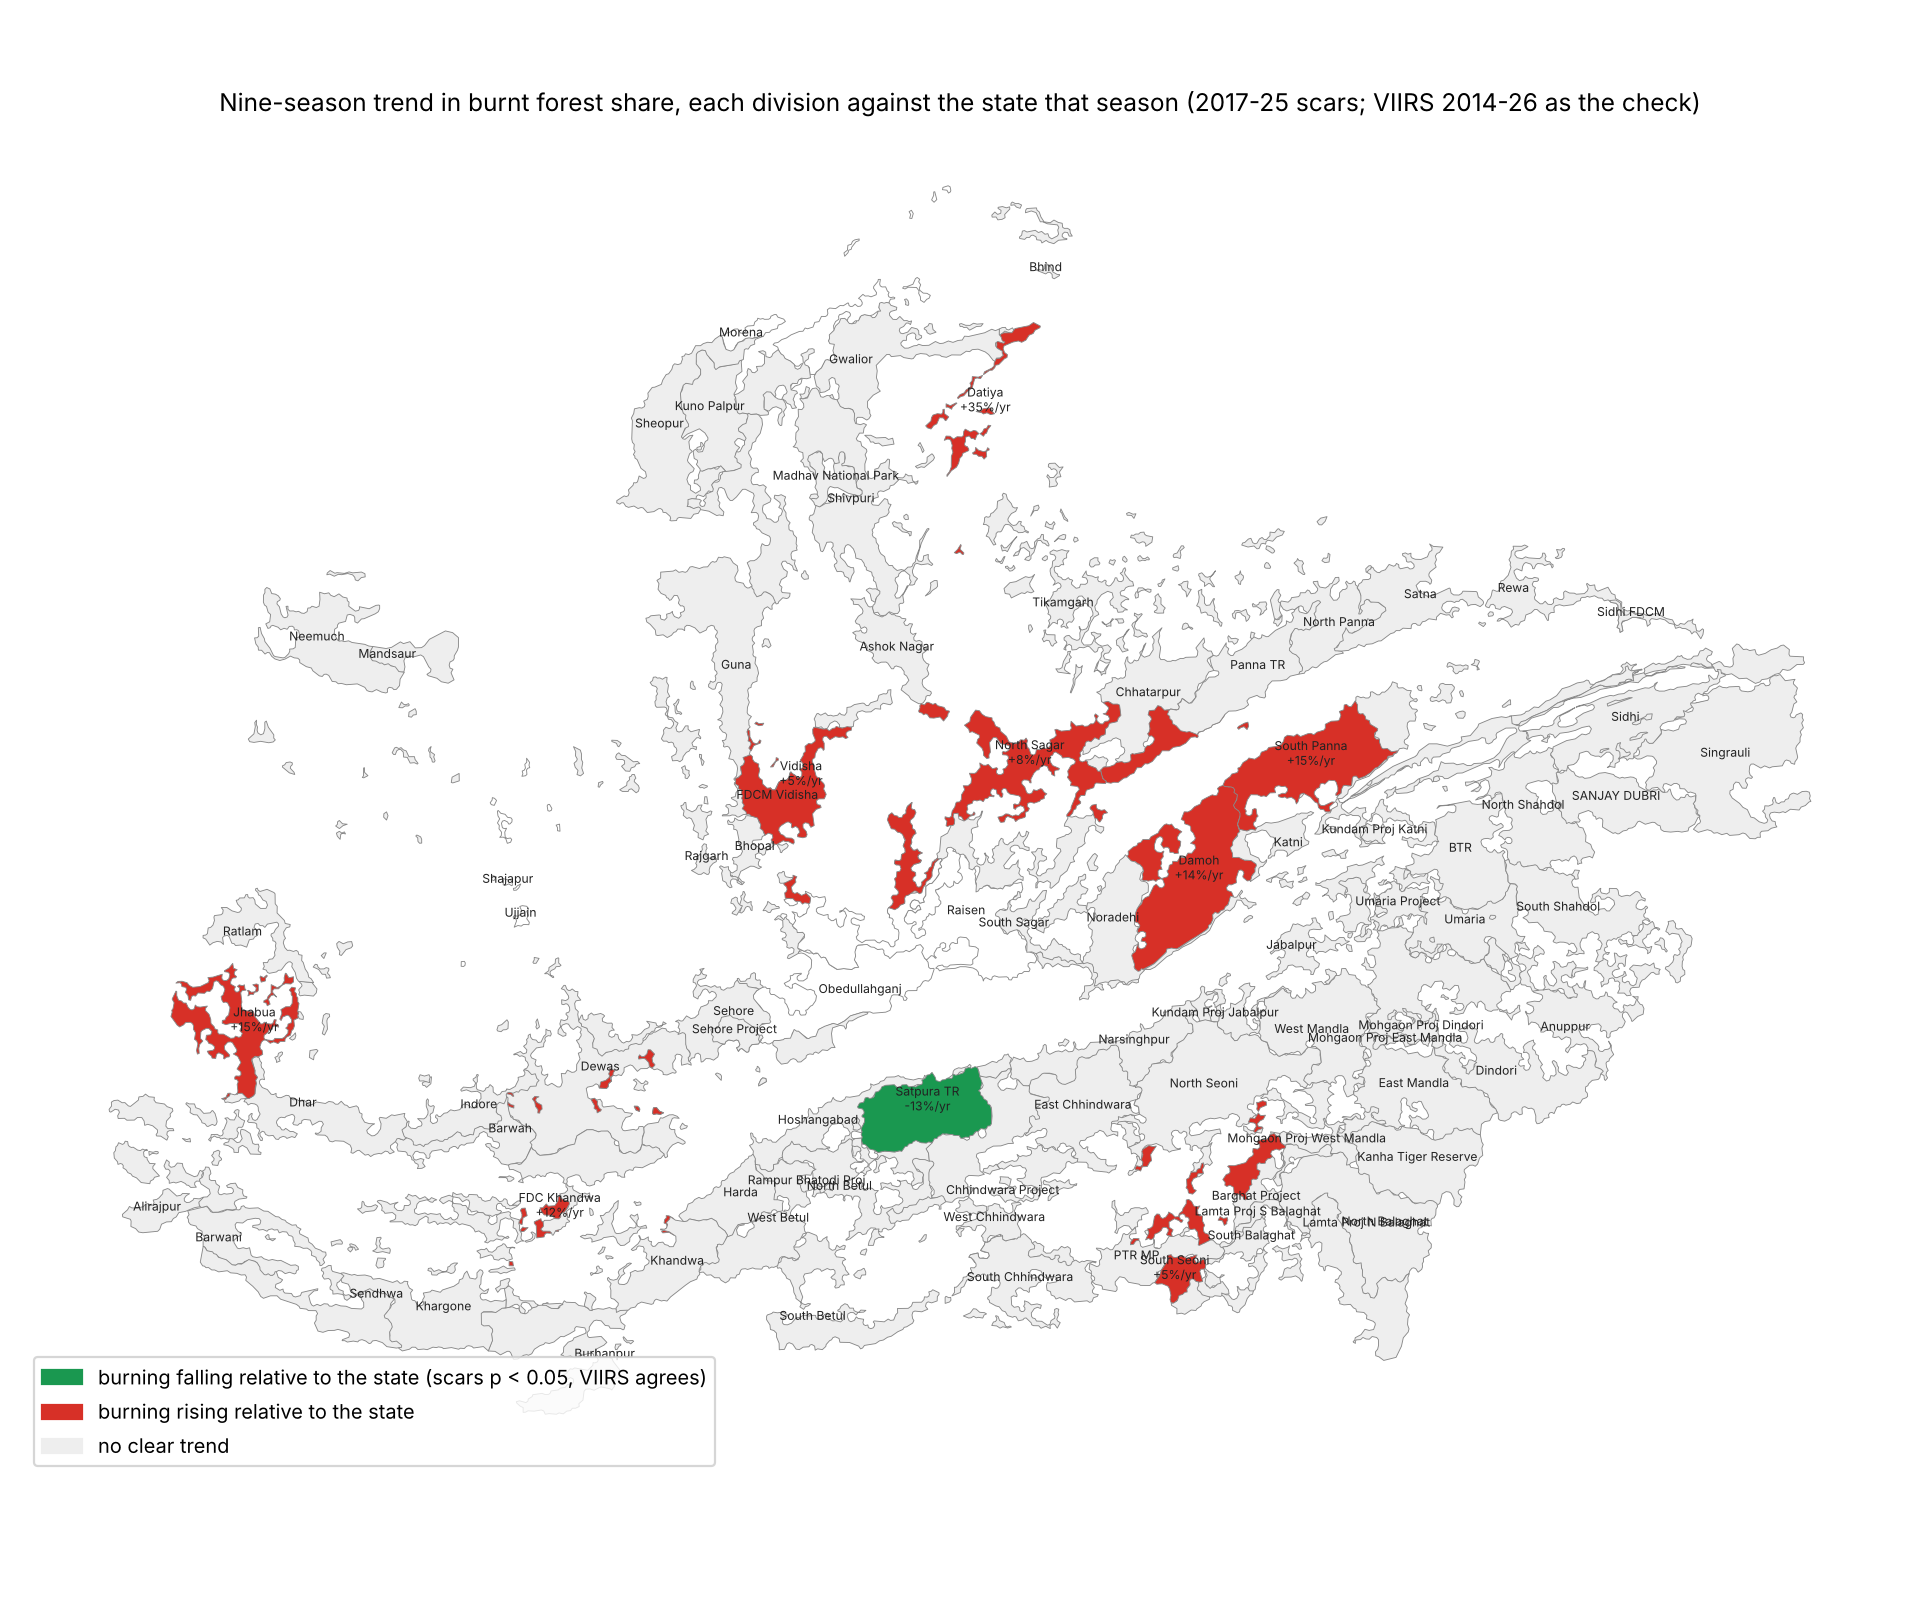 Nine-season trend in burnt forest share, each division against the state that season (2017-25 scars; VIIRS 2014-26 as the check)
Bhind
Morena
Gwalior
Datiya
+35%/yr
Kuno Palpur
Sheopur
Madhav National Park
Shivpuri
Satna
Rewa
Tikamgarh
Sidhi FDCM
North Panna
Neemuch
Mandsaur
Ashok Nagar
Guna
Panna TR
Chhatarpur
Sidhi
North Sagar
+8%/yr
South Panna
+15%/yr
Singrauli
Vidisha
+5%/yr
FDCM Vidisha
SANJAY DUBRI
North Shahdol
Kundam Proj Katni
Katni
Bhopal
BTR
Rajgarh
Damoh
+14%/yr
Shajapur
Umaria Project
South Shahdol
Raisen
Ujjain
Noradehi
Umaria
South Sagar
Ratlam
Jabalpur
Obedullahganj
Sehore
Kundam Proj Jabalpur
Jhabua
+15%/yr
Sehore Project
West Mandla
Mohgaon Proj Dindori
Anuppur
Mohgaon Proj East Mandla
Narsinghpur
Dewas
Dindori
North Seoni
East Mandla
Satpura TR
-13%/yr
Dhar
Indore
East Chhindwara
Hoshangabad
Barwah
Mohgaon Proj West Mandla
Kanha Tiger Reserve
Rampur Bhatodi Proj
North Betul
Harda
Chhindwara Project
FDC Khandwa
+12%/yr
Barghat Project
Alirajpur
Lamta Proj S Balaghat
West Betul
West Chhindwara
Lamta Proj N Balaghat
North Balaghat
Barwani
South Balaghat
PTR MP
Khandwa
South Seoni
+5%/yr
South Chhindwara
Sendhwa
Khargone
South Betul
Burhanpur
burning falling relative to the state (scars p < 0.05, VIIRS agrees)
burning rising relative to the state
no clear trend